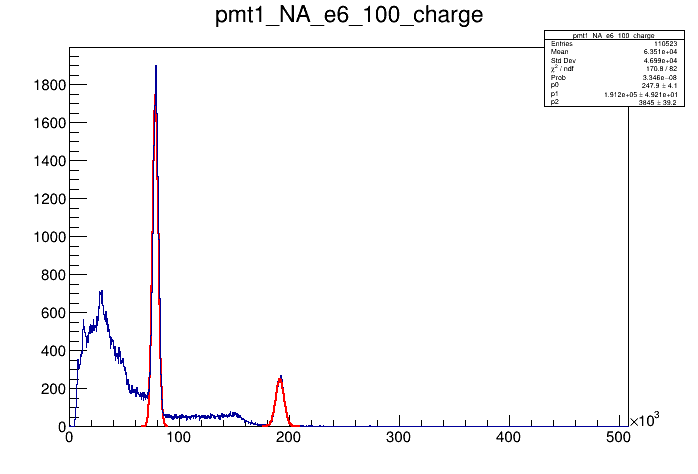 pmt1_NA_e6_100_charge
pmt1_NA_e6_100_charge
Entries 110523
Mean 6.351e+04
Std Dev 4.699e+04
χ² / ndf 170.8 / 82
Prob 3.346e-08
p0 247.9 ± 4.1
p1 1.912e+05 ± 4.921e+01
p2 3845 ± 39.2
1800
1600
1400
1200
1000
800
600
400
200
0
0 100 200 300 400 500 ×10³